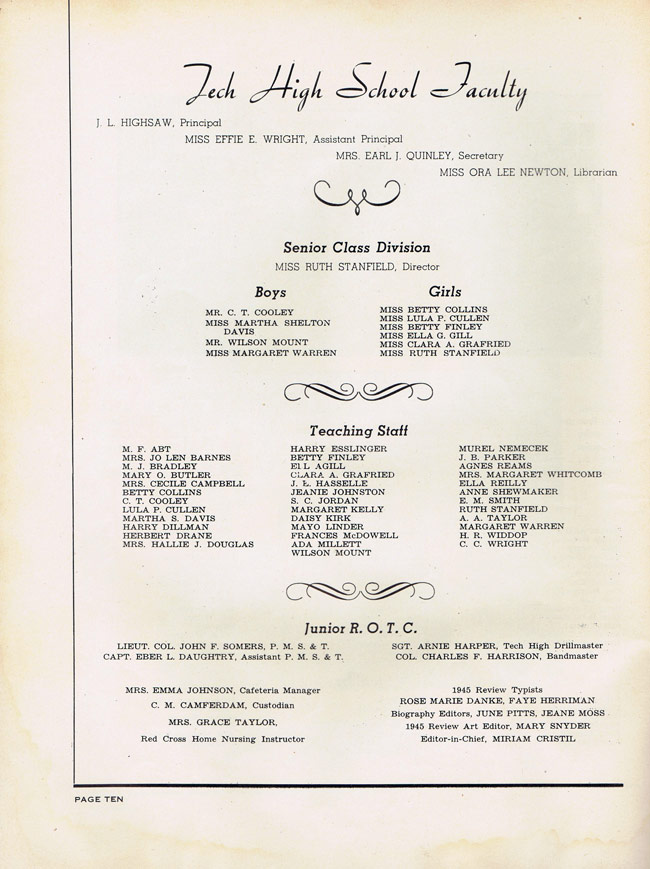 Tech High School Faculty
J. L. HIGHSAW, Principal
MISS EFFIE E. WRIGHT, Assistant Principal
MRS. EARL J. QUINLEY, Secretary
MISS ORA LEE NEWTON, Librarian
Senior Class Division
MISS RUTH STANFIELD, Director
Boys
MR. C. T. COOLEY
MISS MARTHA SHELTON
DAVIS
MR. WILSON MOUNT
MISS MARGARET WARREN
Girls
MISS BETTY COLLINS
MISS LULA P. CULLEN
MISS BETTY FINLEY
MISS ELLA G. GILL
MISS CLARA A. GRAFRIED
MISS RUTH STANFIELD
Teaching Staff
M. F. ABT
MRS. JO LEN BARNES
M. J. BRADLEY
MARY O. BUTLER
MRS. CECILE CAMPBELL
BETTY COLLINS
C. T. COOLEY
LULA P. CULLEN
MARTHA S. DAVIS
HARRY DILLMAN
HERBERT DRANE
MRS. HALLIE J. DOUGLAS
HARRY ESSLINGER
BETTY FINLEY
CLARA A. GRAFRIED
J. E. HASSELLE
JEANIE JOHNSTON
S. C. JORDAN
MARGARET KELLY
DAISY KIRK
MAYO LINDER
FRANCES McDOWELL
ADA MILLETT
WILSON MOUNT
MUREL NEMECEK
J. B. PARKER
AGNES REAMS
MRS. MARGARET WHITCOMB
ELLA REILLY
ANNE SHEWMAKER
E. M. SMITH
RUTH STANFIELD
A. A. TAYLOR
MARGARET WARREN
H. R. WIDDOP
C. C. WRIGHT
Junior R. O. T. C.
LIEUT. COL. JOHN F. SOMERS, P. M. S. & T.
CAPT. EBER L. DAUGHTRY, Assistant P. M. S. & T.
SGT. ARNIE HARPER, Tech High Drillmaster
COL. CHARLES F. HARRISON, Bandmaster
MRS. EMMA JOHNSON, Cafeteria Manager
C. M. CAMFERDAM, Custodian
MRS. GRACE TAYLOR,
Red Cross Home Nursing Instructor
1945 Review Typists
ROSE MARIE DANKE, FAYE HERRIMAN
Biography Editors, JUNE PITTS, JEANE MOSS
1945 Review Art Editor, MARY SNYDER
Editor-in-Chief, MIRIAM CRISTIL
PAGE TEN